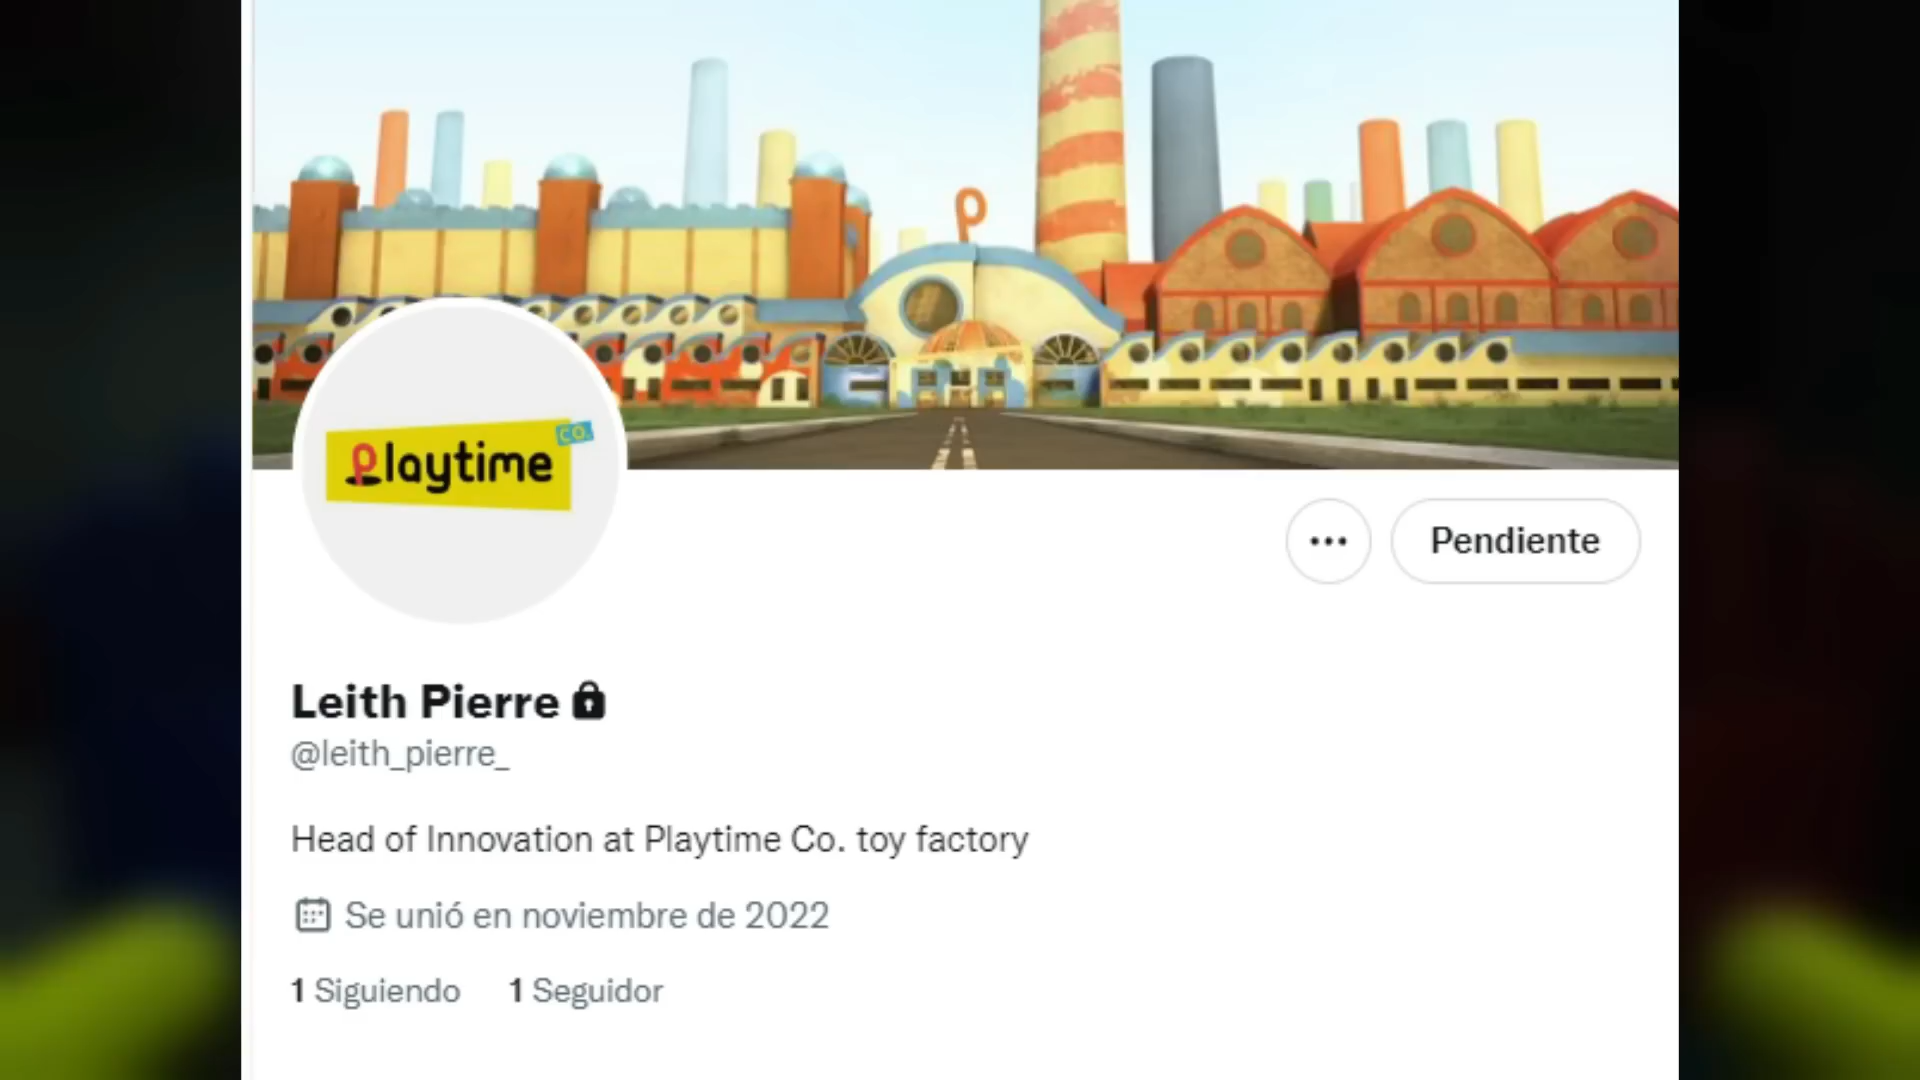 P
Playtime CO.
... Pendiente
Leith Pierre
@leith_pierre_
Head of Innovation at Playtime Co. toy factory
Se unió en noviembre de 2022
1 Siguiendo 1 Seguidor